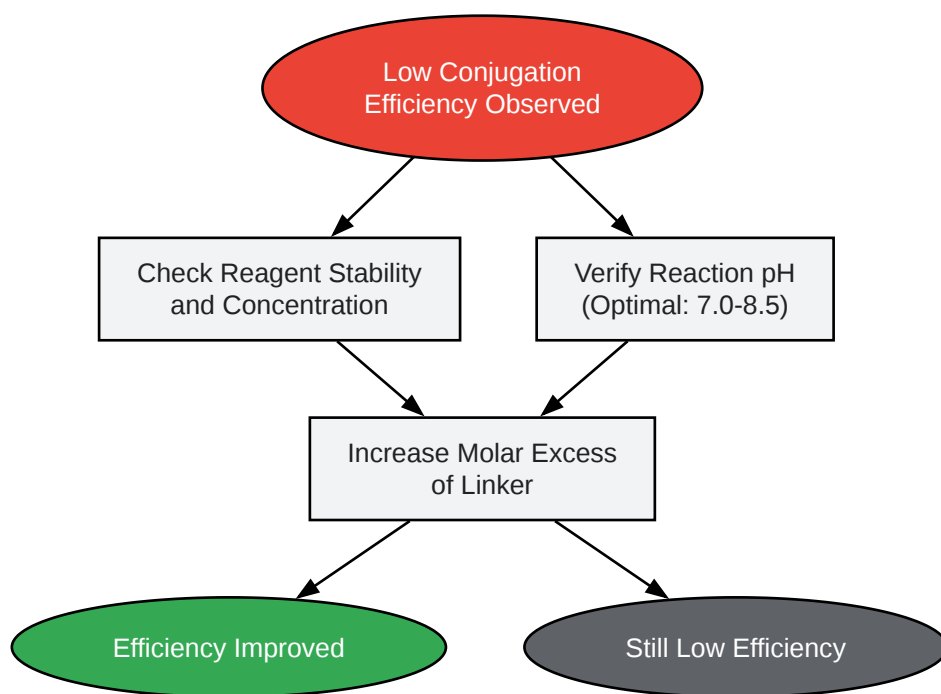 Low Conjugation
Efficiency Observed
Check Reagent Stability
and Concentration
Verify Reaction pH
(Optimal: 7.0-8.5)
Increase Molar Excess
of Linker
Efficiency Improved
Still Low Efficiency